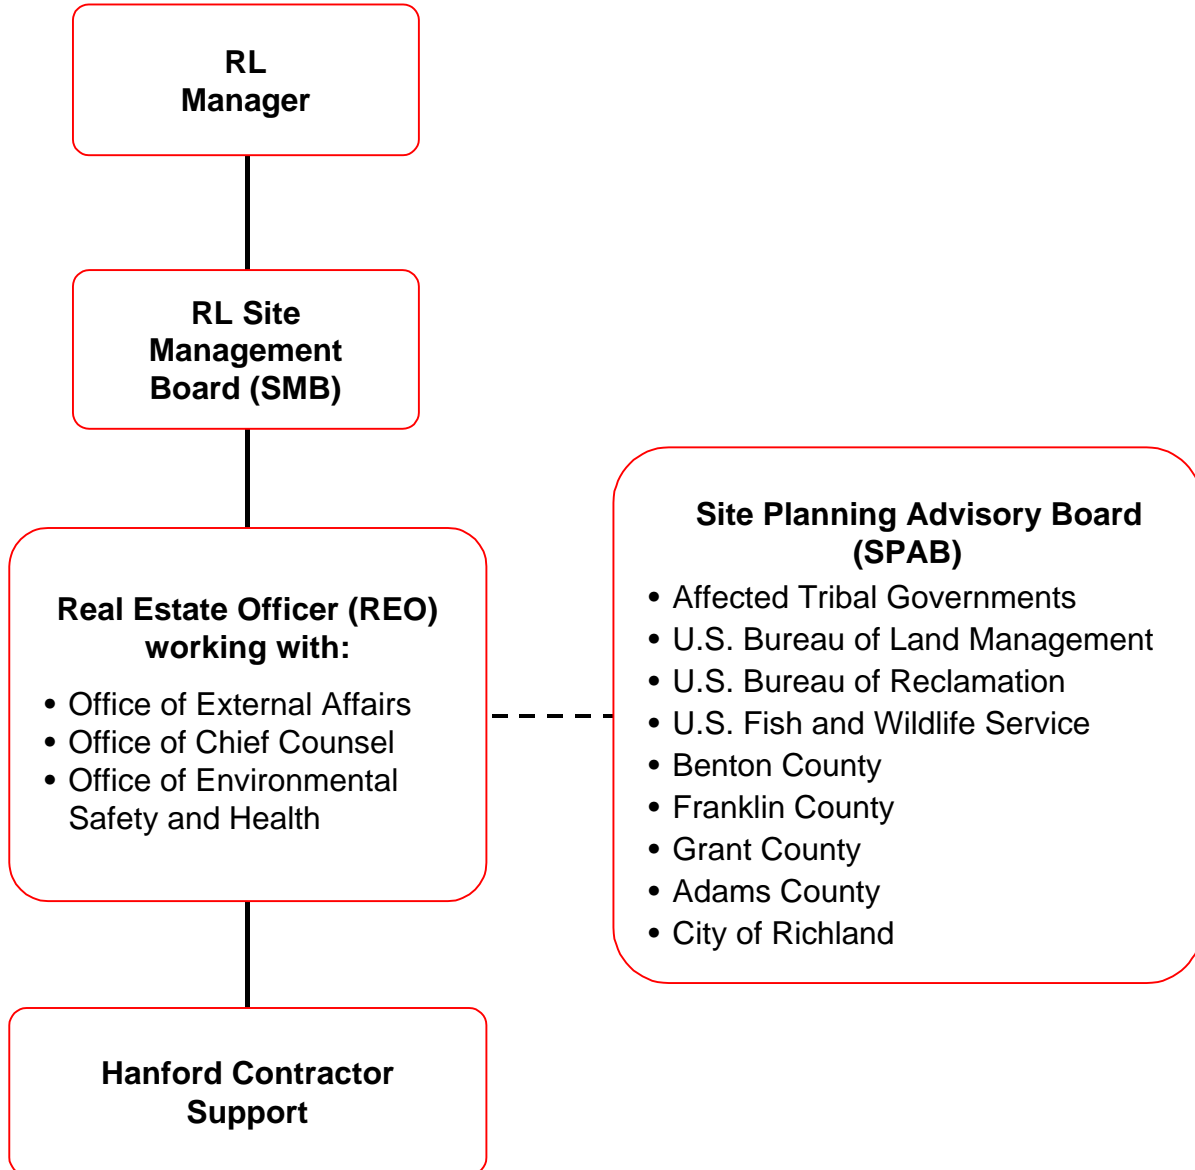 RL
Manager
RL Site
Management
Board (SMB)
Real Estate Officer (REO)
working with:
• Office of External Affairs
• Office of Chief Counsel
• Office of Environmental
Safety and Health
Site Planning Advisory Board
(SPAB)
• Affected Tribal Governments
• U.S. Bureau of Land Management
• U.S. Bureau of Reclamation
• U.S. Fish and Wildlife Service
• Benton County
• Franklin County
• Grant County
• Adams County
• City of Richland
Hanford Contractor
Support